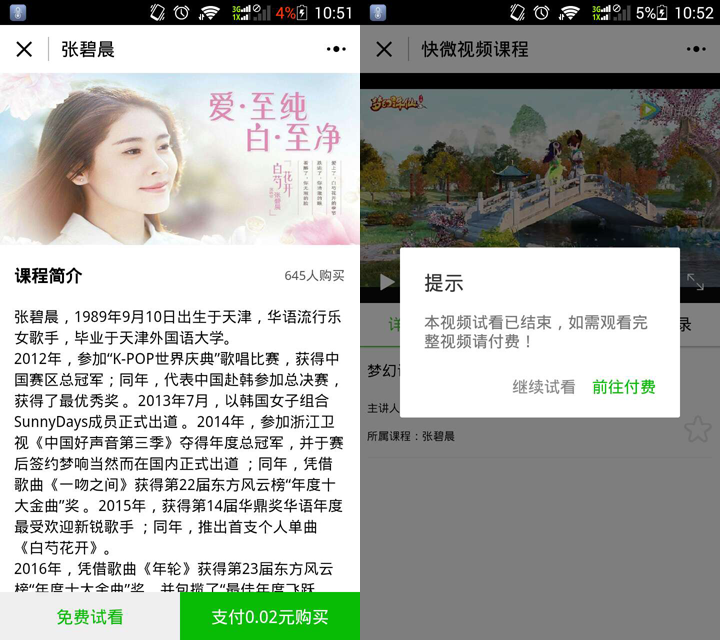 3G
1X
4%
10:51
张碧晨
爱·至纯
白·至净
白芍
花开
张碧晨
课程简介
645人购买
张碧晨，1989年9月10日出生于天津，华语流行乐
女歌手，毕业于天津外国语大学。
2012年，参加“K-POP世界庆典”歌唱比赛，获得中
国赛区总冠军；同年，代表中国赴韩参加总决赛，
获得了最优秀奖 。2013年7月，以韩国女子组合
SunnyDays成员正式出道 。2014年，参加浙江卫
视《中国好声音第三季》夺得年度总冠军，并于赛
后签约梦响当然而在国内正式出道 ；同年，凭借
歌曲《一吻之间》获得第22届东方风云榜“年度十
大金曲”奖 。2015年，获得第14届华鼎奖华语年度
最受欢迎新锐歌手 ；同年，推出首支个人单曲
《白芍花开》。
2016年，凭借歌曲《年轮》获得第23届东方风云
榜“年度十大金曲”奖，并包揽了“最佳年度飞跃
免费试看
支付0.02元购买
3G
1X
5%
10:52
快微视频课程
提示
本视频试看已结束，如需观看完
整视频请付费！
继续试看
前往付费
详
录
梦幻
主讲人
所属课程：张碧晨